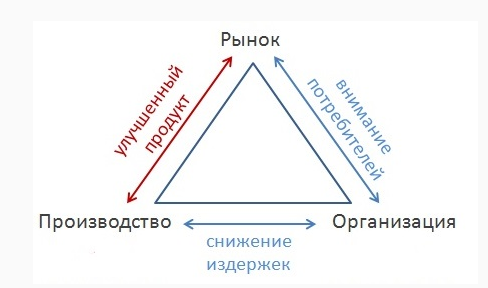 Рынок
улучшенный
продукт
внимание
потребителей
Производство
Организация
снижение
издержек